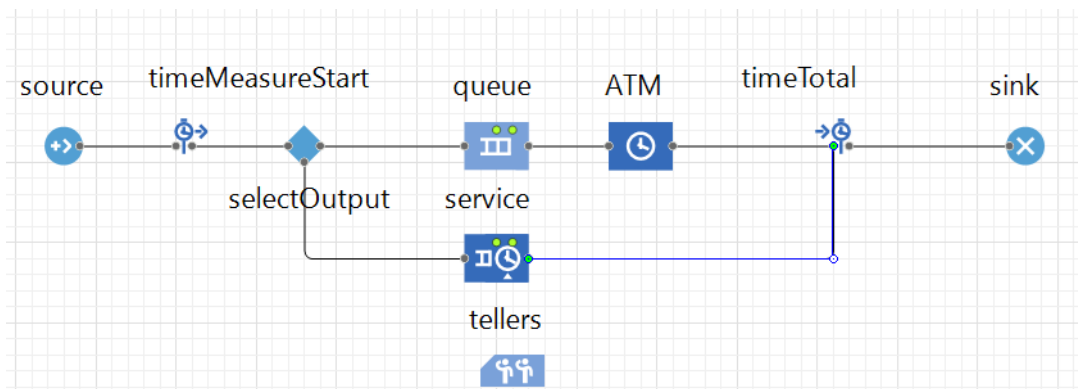 source
timeMeasureStart
queue
ATM
timeTotal
sink
selectOutput
service
tellers